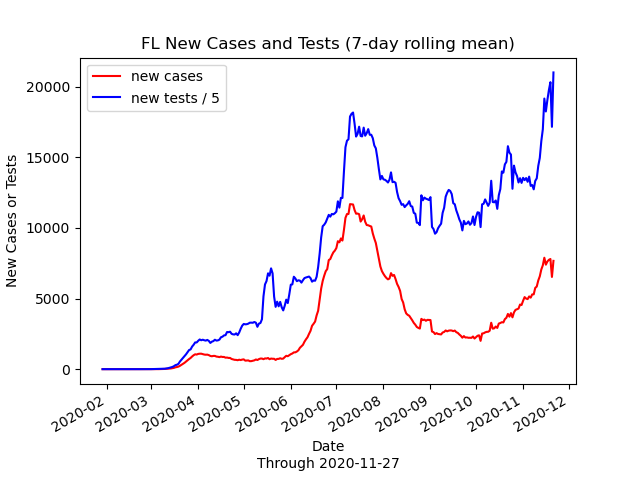 FL New Cases and Tests (7-day rolling mean)
new cases
new tests / 5
New Cases or Tests
20000
15000
10000
5000
0
2020-02
2020-03
2020-04
2020-05
2020-06
2020-07
2020-08
2020-09
2020-10
2020-11
2020-12
Date
Through 2020-11-27